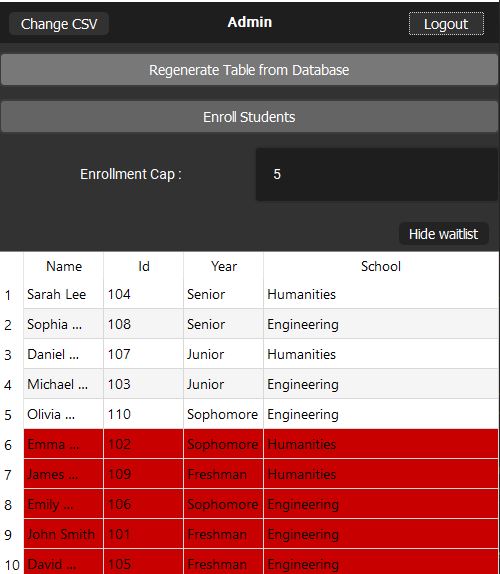 Change CSV Admin Logout
Regenerate Table from Database
Enroll Students
Enrollment Cap : 5
Hide waitlist
Name Id Year School
1 Sarah Lee 104 Senior Humanities
2 Sophia ... 108 Senior Engineering
3 Daniel ... 107 Junior Humanities
4 Michael ... 103 Junior Engineering
5 Olivia ... 110 Sophomore Engineering
6 Emma ... 102 Sophomore Humanities
7 James ... 109 Freshman Humanities
8 Emily ... 106 Sophomore Engineering
9 John Smith 101 Freshman Engineering
10 David ... 105 Freshman Engineering